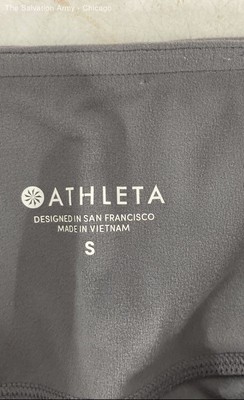 The Salvation Army - Chicago
ATHLETA
DESIGNED IN SAN FRANCISCO
MADE IN VIETNAM
S